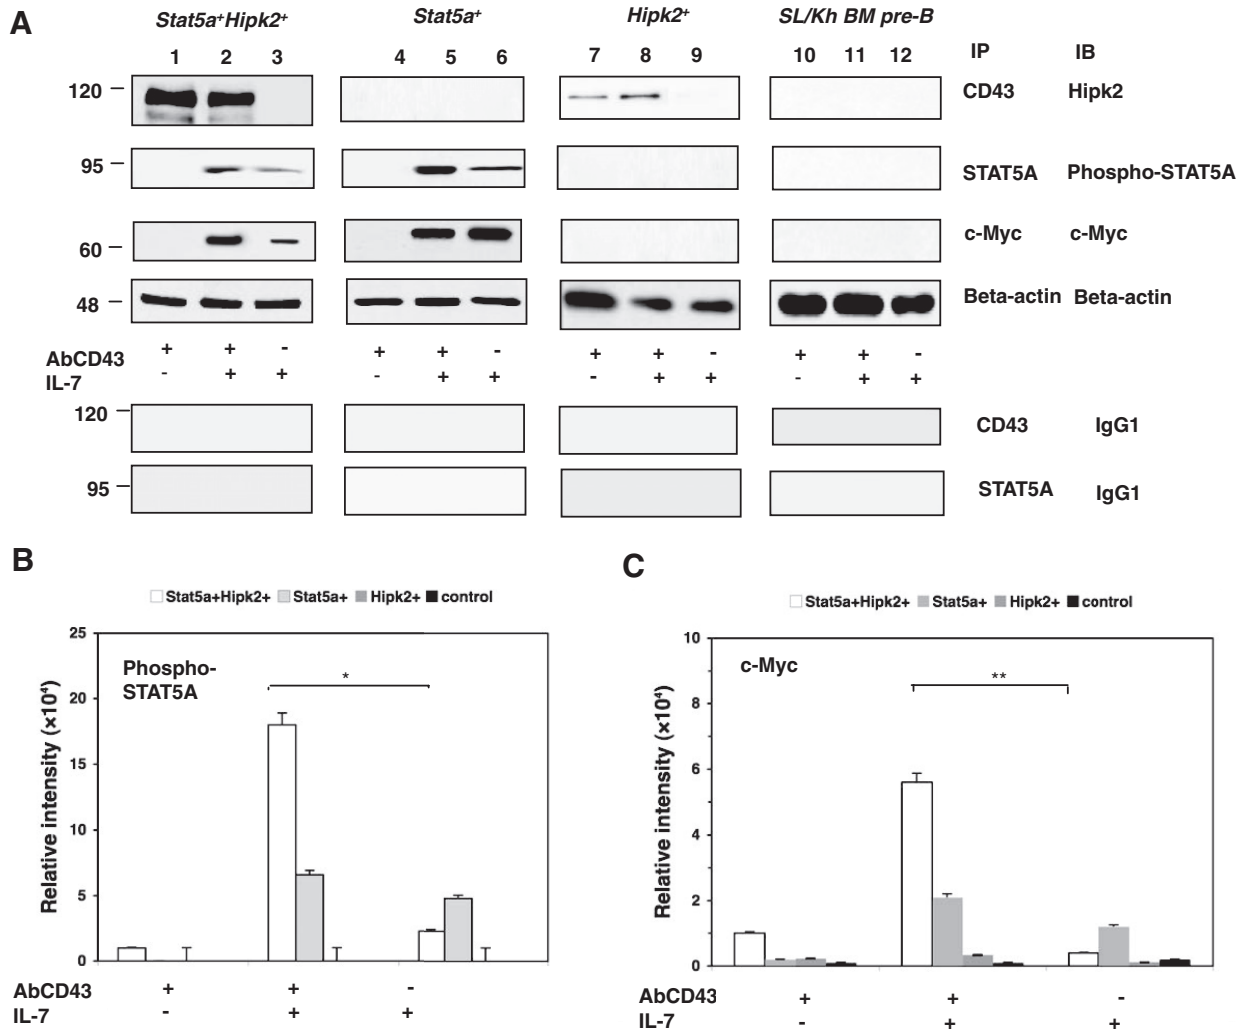 A
Stat5a+Hipk2+ Stat5a+ Hipk2+ SL/Kh BM pre-B
1 2 3 4 5 6 7 8 9 10 11 12 IP IB
120 CD43 Hipk2
95 STAT5A Phospho-STAT5A
60 c-Myc c-Myc
48 Beta-actin Beta-actin
AbCD43 + + - + + - + + - + + -
IL-7 - + + - + + - + + - + +
120 CD43 IgG1
95 STAT5A IgG1
B
Stat5a+Hipk2+ Stat5a+ Hipk2+ control
Phospho-
STAT5A
*
Relative intensity (×10⁴)
25
20
15
10
5
0
AbCD43 + + -
IL-7 - + +
C
Stat5a+Hipk2+ Stat5a+ Hipk2+ control
c-Myc
**
Relative intensity (×10⁴)
10
8
6
4
2
0
AbCD43 + + -
IL-7 - + +